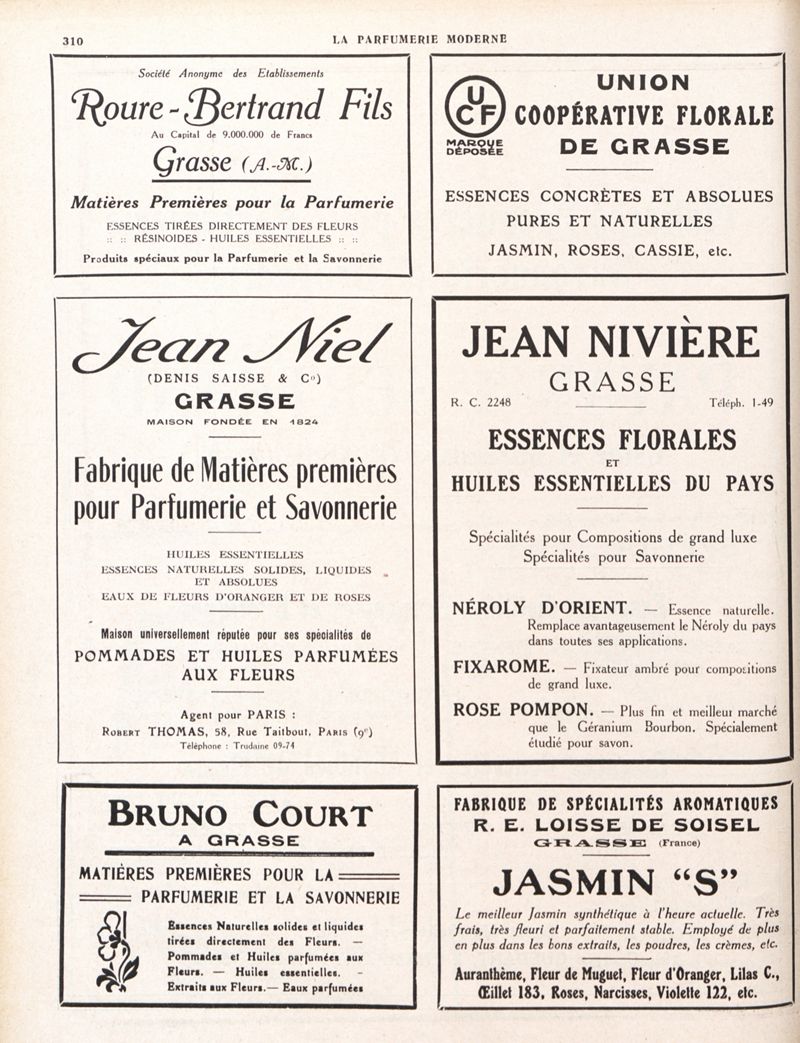 310
LA PARFUMERIE MODERNE
Société Anonyme des Etablissements
Roure-Bertrand Fils
Au Capital de 9.000.000 de Francs
Grasse (A.-M.)
Matières Premières pour la Parfumerie
ESSENCES TIRÉES DIRECTEMENT DES FLEURS
:: :: RÉSINOIDES - HUILES ESSENTIELLES :: ::
Produits spéciaux pour la Parfumerie et la Savonnerie
UCF
MARQUE
DÉPOSÉE
UNION
COOPÉRATIVE FLORALE
DE GRASSE
ESSENCES CONCRÈTES ET ABSOLUES
PURES ET NATURELLES
JASMIN, ROSES, CASSIE, etc.
Jean Niel
(DENIS SAISSE & Cº)
GRASSE
MAISON FONDÉE EN 1824
Fabrique de Matières premières
pour Parfumerie et Savonnerie
HUILES ESSENTIELLES
ESSENCES NATURELLES SOLIDES, LIQUIDES
ET ABSOLUES
EAUX DE FLEURS D'ORANGER ET DE ROSES
Maison universellement réputée pour ses spécialités de
POMMADES ET HUILES PARFUMÉES
AUX FLEURS
Agent pour PARIS :
ROBERT THOMAS, 58, Rue Taitbout, PARIS (9e)
Téléphone : Trudaine 09-74
JEAN NIVIÈRE
GRASSE
R. C. 2248 Téléph. 1-49
ESSENCES FLORALES
ET
HUILES ESSENTIELLES DU PAYS
Spécialités pour Compositions de grand luxe
Spécialités pour Savonnerie
NÉROLY D'ORIENT. — Essence naturelle.
Remplace avantageusement le Néroly du pays
dans toutes ses applications.
FIXAROME. — Fixateur ambré pour compositions
de grand luxe.
ROSE POMPON. — Plus fin et meilleur marché
que le Géranium Bourbon. Spécialement
étudié pour savon.
BRUNO COURT
A GRASSE
MATIÈRES PREMIÈRES POUR LA
PARFUMERIE ET LA SAVONNERIE
Essences Naturelles solides et liquides
tirées directement des Fleurs. —
Pommades et Huiles parfumées aux
Fleurs. — Huiles essentielles. -
Extraits aux Fleurs. — Eaux parfumées
FABRIQUE DE SPÉCIALITÉS AROMATIQUES
R. E. LOISSE DE SOISEL
GRASSE (France)
JASMIN “S”
Le meilleur Jasmin synthétique à l'heure actuelle. Très
frais, très fleuri et parfaitement stable. Employé de plus
en plus dans les bons extraits, les poudres, les crèmes, etc.
Auranthème, Fleur de Muguet, Fleur d'Oranger, Lilas C.,
Œillet 183, Roses, Narcisses, Violette 122, etc.